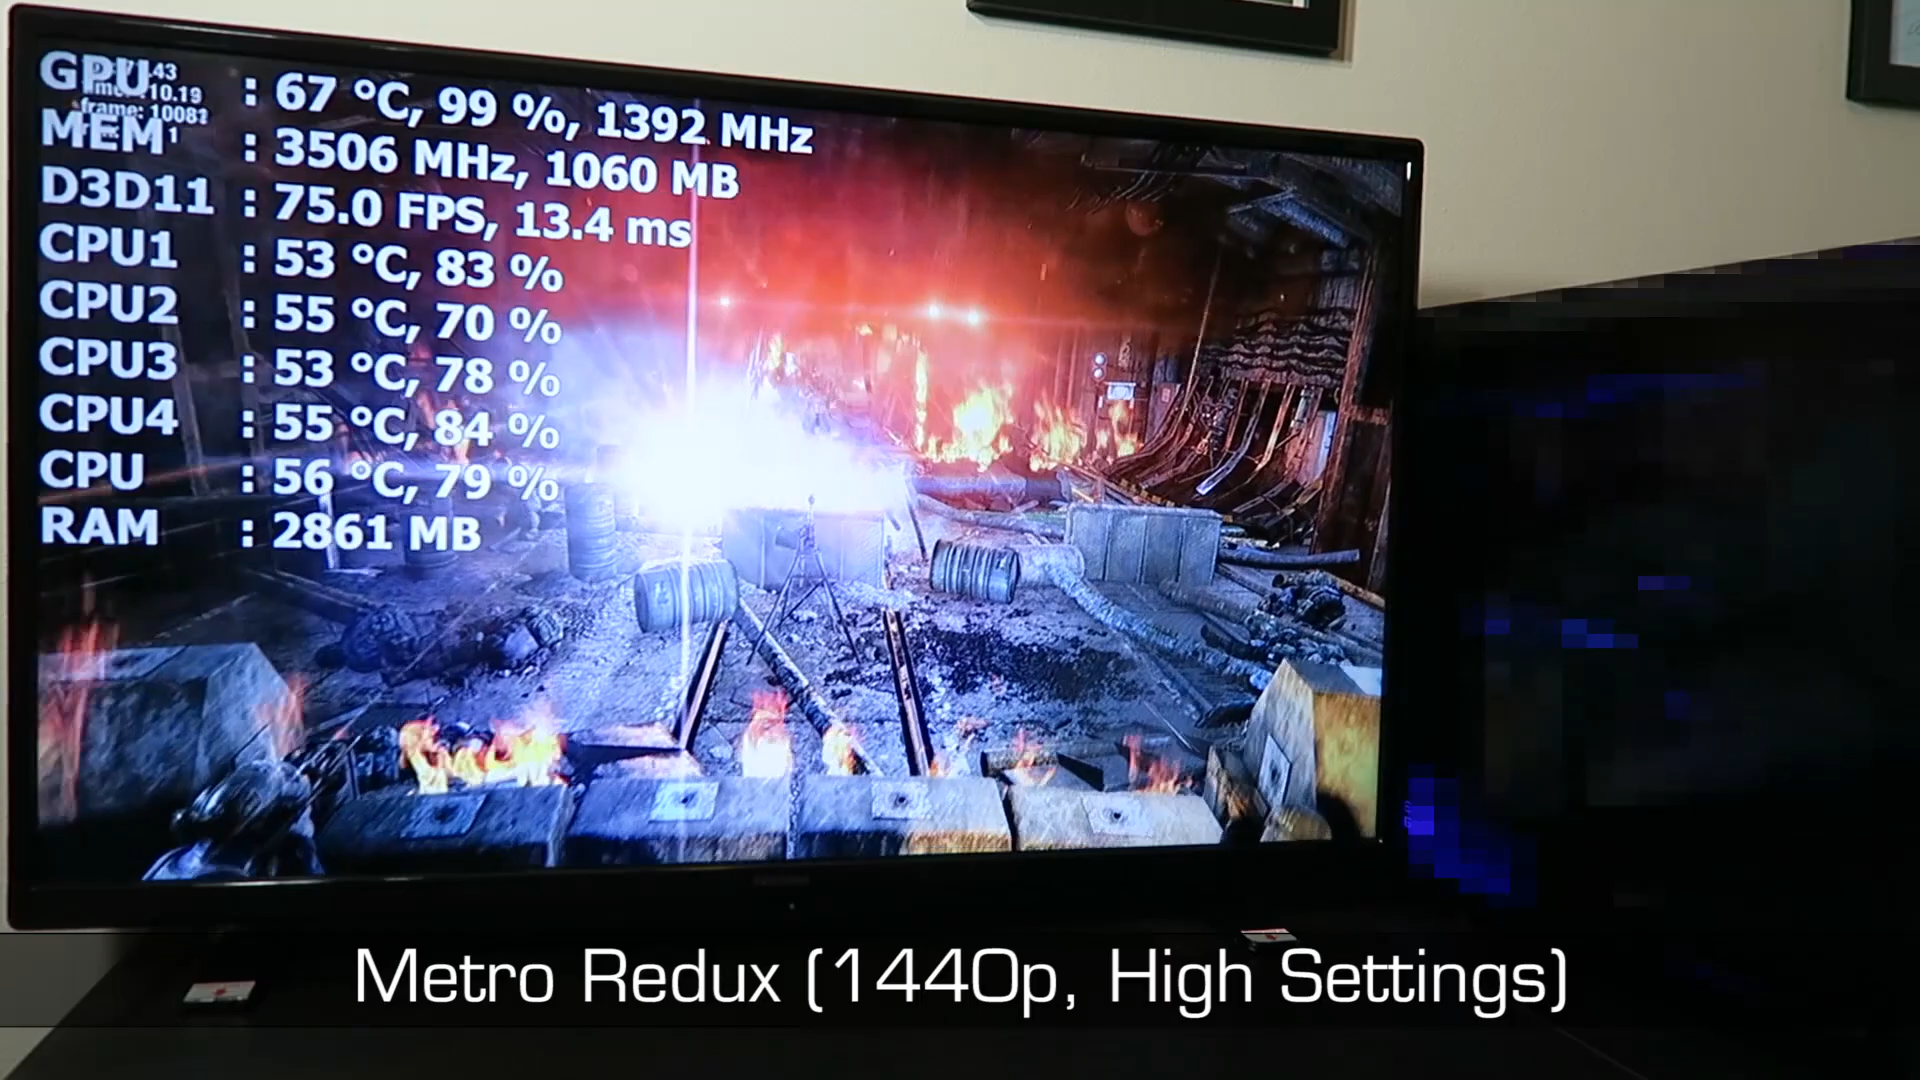 GPU : 67 °C, 99 %, 1392 MHz
MEM : 3506 MHz, 1060 MB
D3D11 : 75.0 FPS, 13.4 ms
CPU1 : 53 °C, 83 %
CPU2 : 55 °C, 70 %
CPU3 : 53 °C, 78 %
CPU4 : 55 °C, 84 %
CPU : 56 °C, 79 %
RAM : 2861 MB
frame: 10081
Metro Redux (1440p, High Settings)